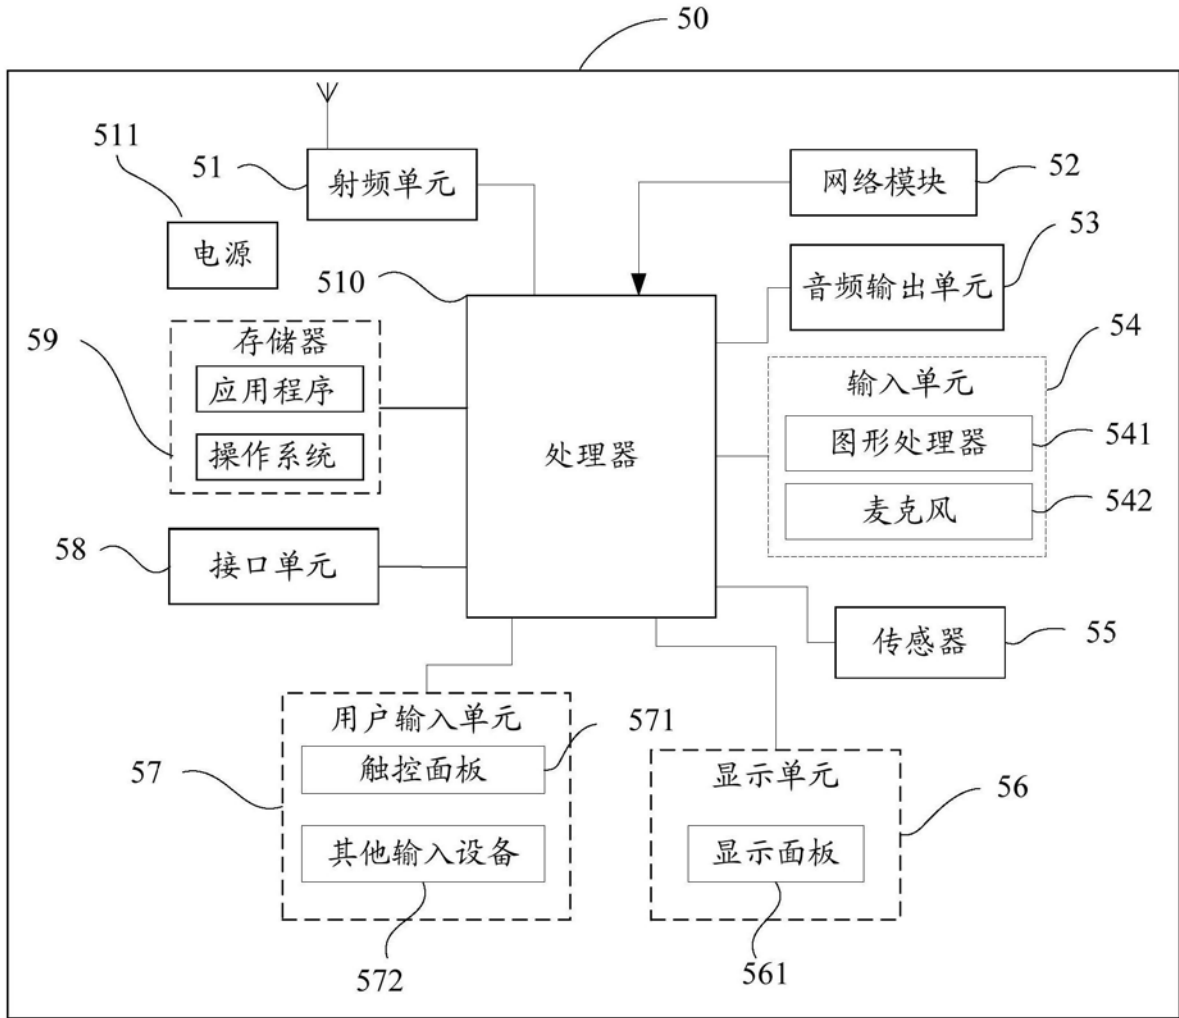 50
511
51
射频单元
网络模块
52
电源
53
510
音频输出单元
59
存储器
54
应用程序
输入单元
操作系统
处理器
图形处理器
541
麦克风
542
58
接口单元
传感器
55
用户输入单元
571
57
触控面板
显示单元
56
其他输入设备
显示面板
572
561